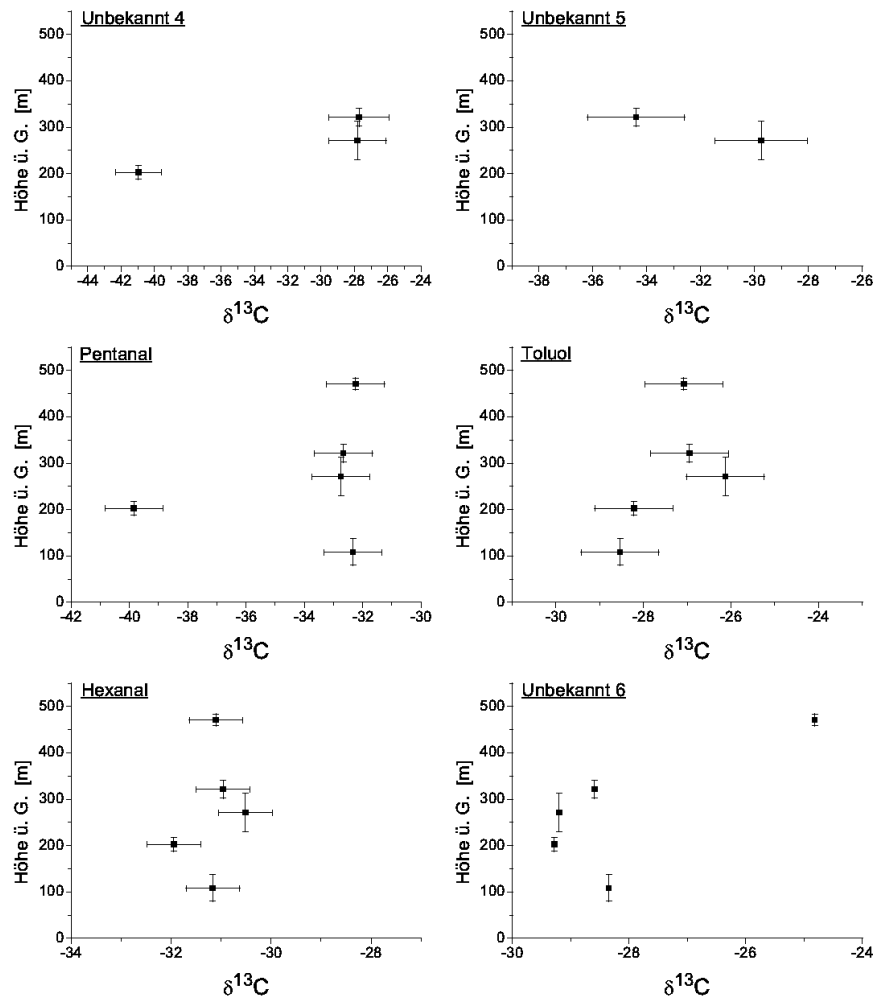 Unbekannt 4
Höhe ü. G. [m]
500
400
300
200
100
0
-44 -42 -40 -38 -36 -34 -32 -30 -28 -26 -24
δ¹³C
Unbekannt 5
Höhe ü. G. [m]
500
400
300
200
100
0
-38 -36 -34 -32 -30 -28 -26
δ¹³C
Pentanal
Höhe ü. G. [m]
500
400
300
200
100
0
-42 -40 -38 -36 -34 -32 -30
δ¹³C
Toluol
Höhe ü. G. [m]
500
400
300
200
100
0
-30 -28 -26 -24
δ¹³C
Hexanal
Höhe ü. G. [m]
500
400
300
200
100
0
-34 -32 -30 -28
δ¹³C
Unbekannt 6
Höhe ü. G. [m]
500
400
300
200
100
0
-30 -28 -26 -24
δ¹³C